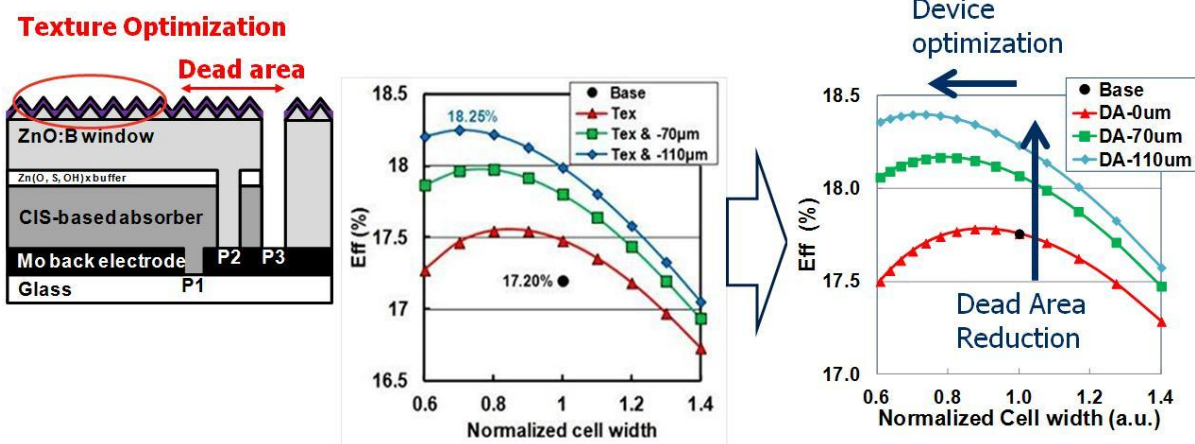 Texture Optimization
Dead area
ZnO:B window
Zn(O, S, OH)x buffer
CIS-based absorber
Mo back electrode
P2
P3
P1
Glass
18.5
18
17.5
17
16.5
Eff (%)
Base
Tex
Tex & -70µm
Tex & -110µm
18.25%
17.20%
0.6
0.8
1
1.2
1.4
Normalized cell width
Device
optimization
18.5
18.0
17.5
17.0
Eff (%)
Base
DA-0um
DA-70um
DA-110um
Dead Area
Reduction
0.6
0.8
1.0
1.2
1.4
Normalized Cell width (a.u.)